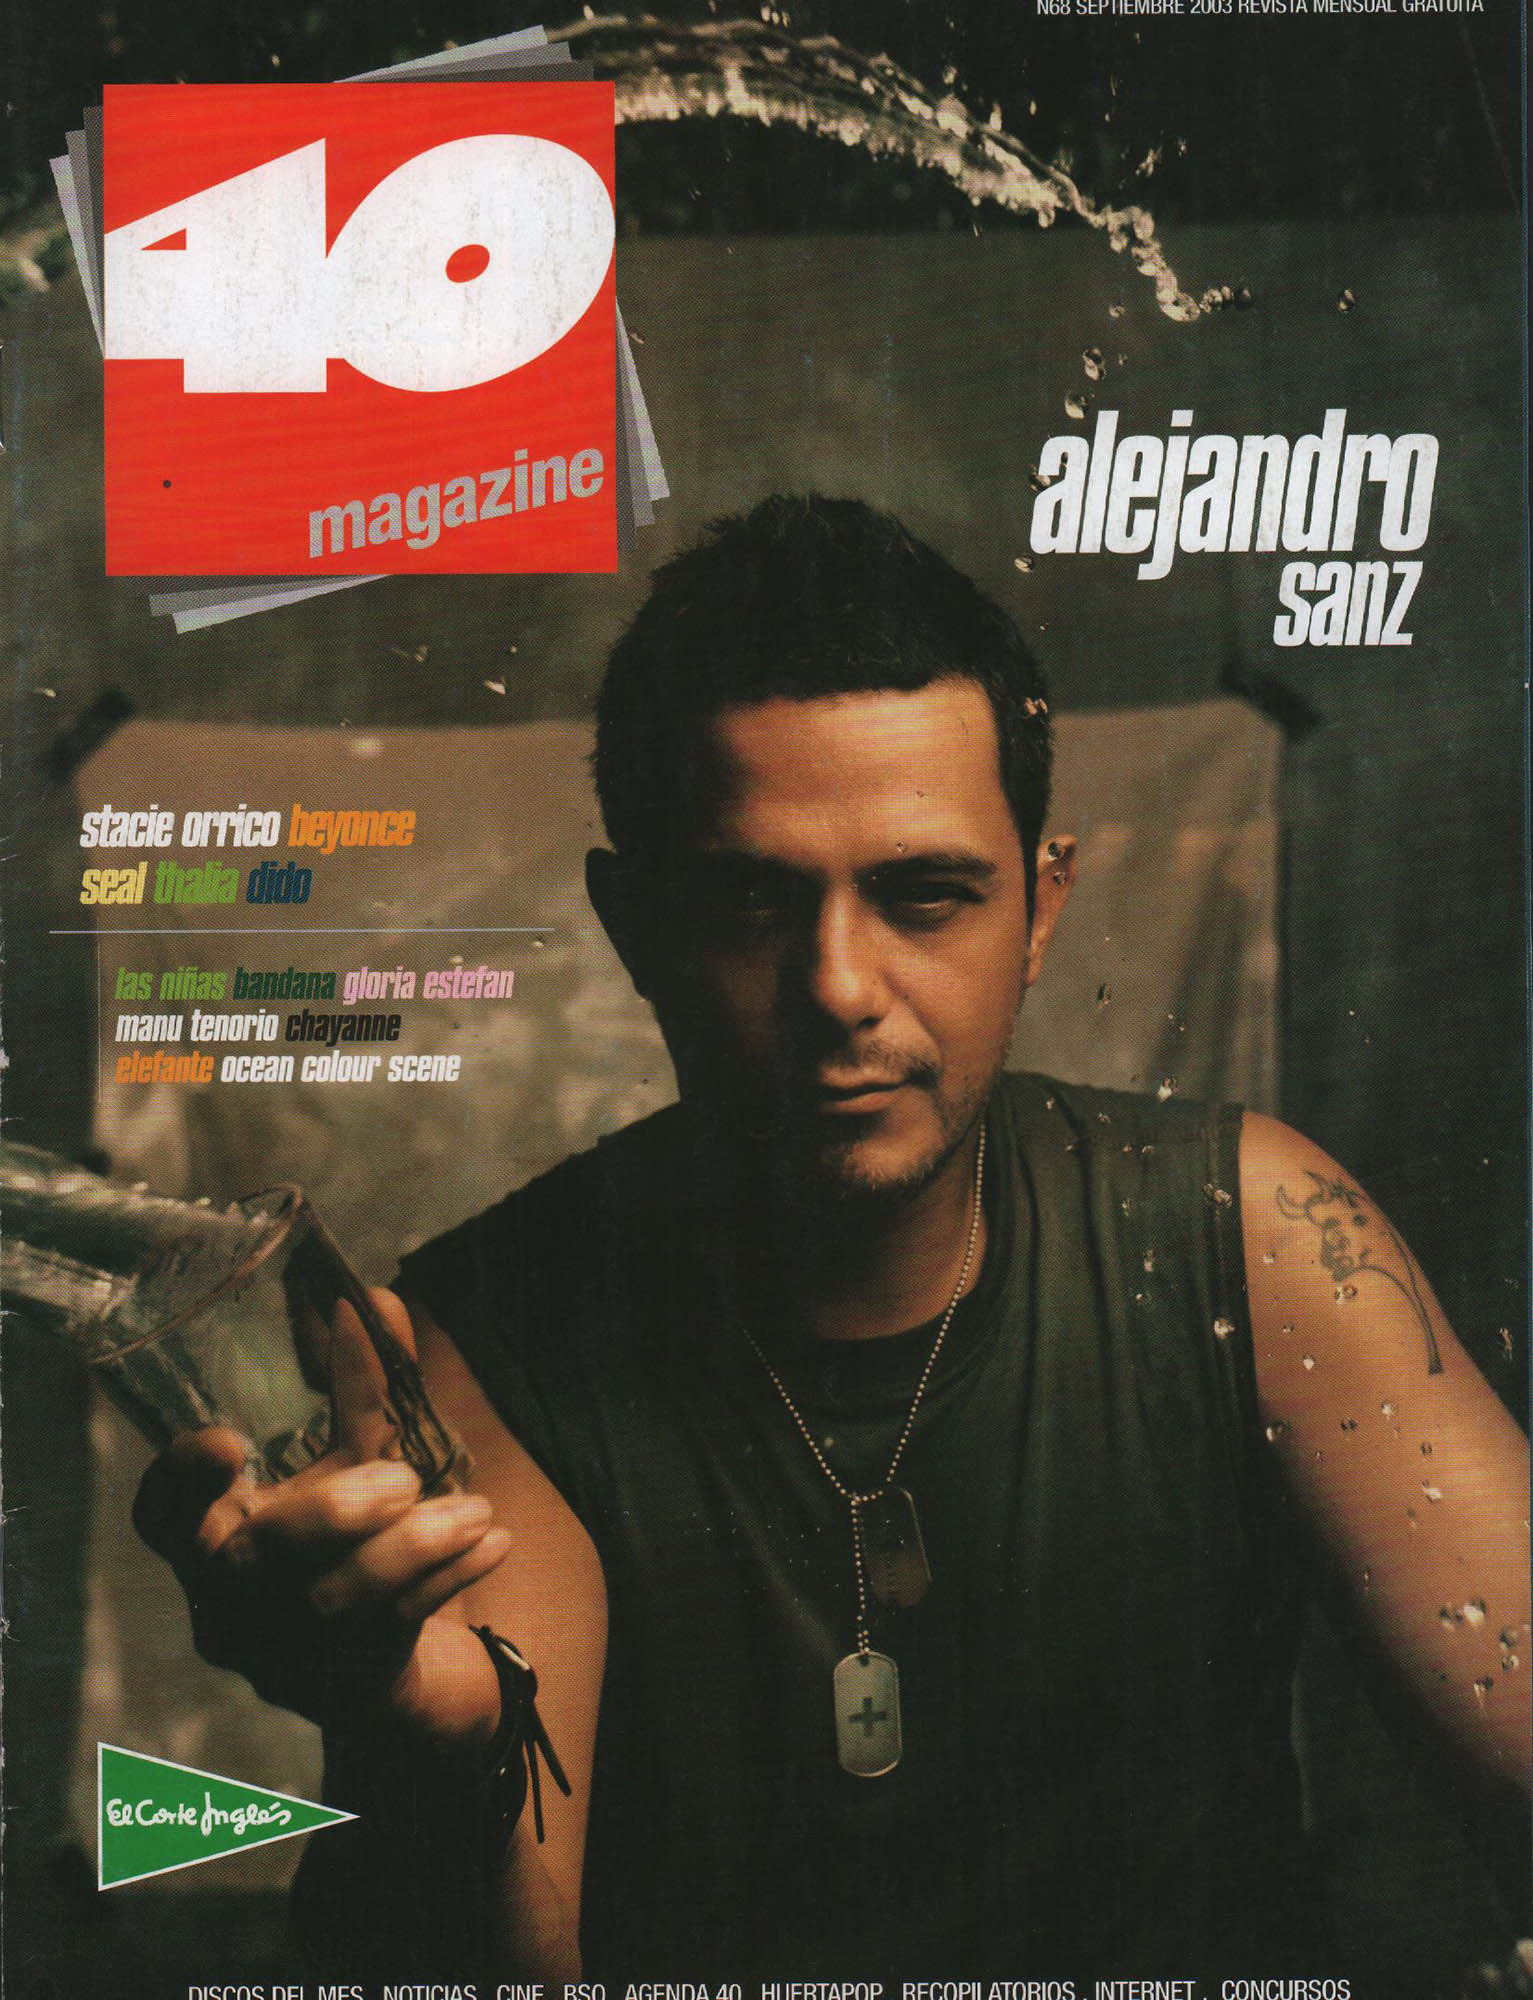 N68 SEPTIEMBRE 2003 REVISTA MENSUAL GRATUITA
40
magazine
alejandro
sanz
stacie orrico beyonce
seal thalia dido
las niñas bandana gloria estefan
manu tenorio chayanne
elefante ocean colour scene
El Corte Inglés
DISCOS DEL MES . NOTICIAS . CINE . BSO . AGENDA 40 . HUERTAPOP . RECOPILATORIOS . INTERNET . CONCURSOS